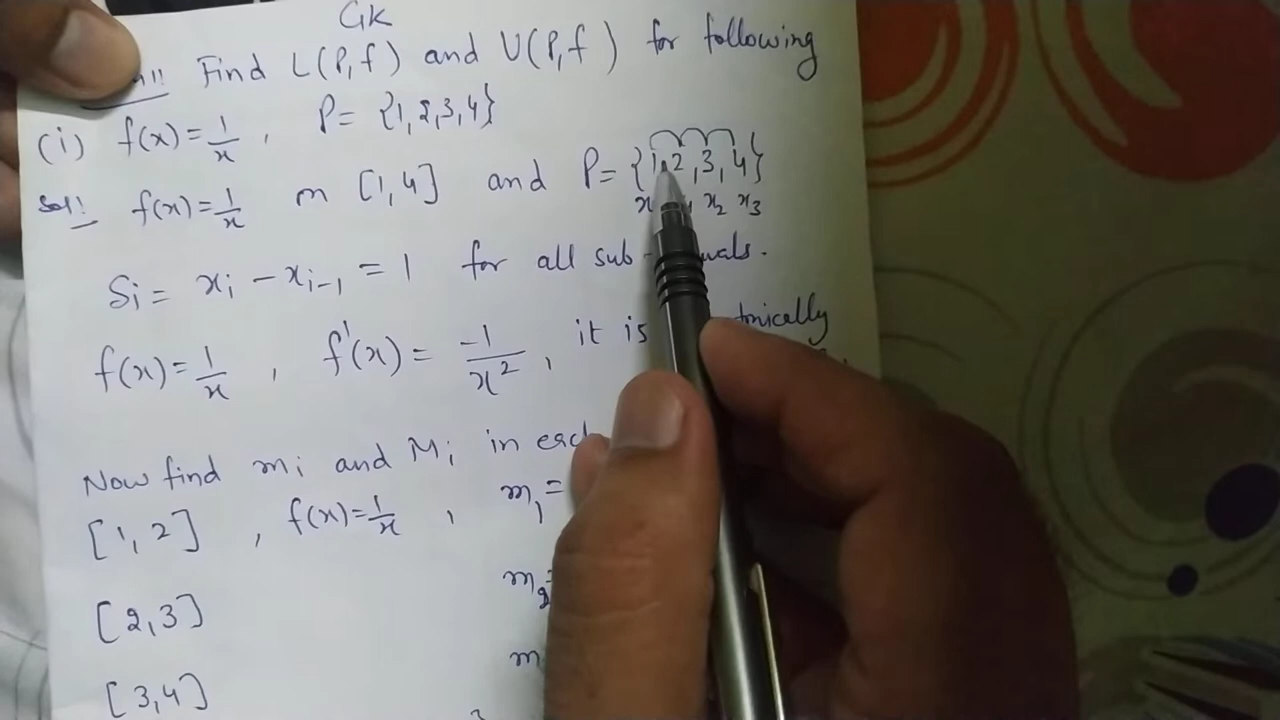 GK
Find L(P,f) and U(P,f) for following
(i) f(x)=1/x , P= {1,2,3,4}
Sol! f(x)=1/x on [1,4] and P= {1,2,3,4}
x x₂ x₃
Sᵢ= xᵢ -xᵢ₋₁ = 1 for all sub-
f(x)=1/x , f'(x)= -1/x² , it is
Now find mᵢ and Mᵢ in
[1,2] , f(x)=1/x , m₁=
[2,3] m₂=
[3,4] m